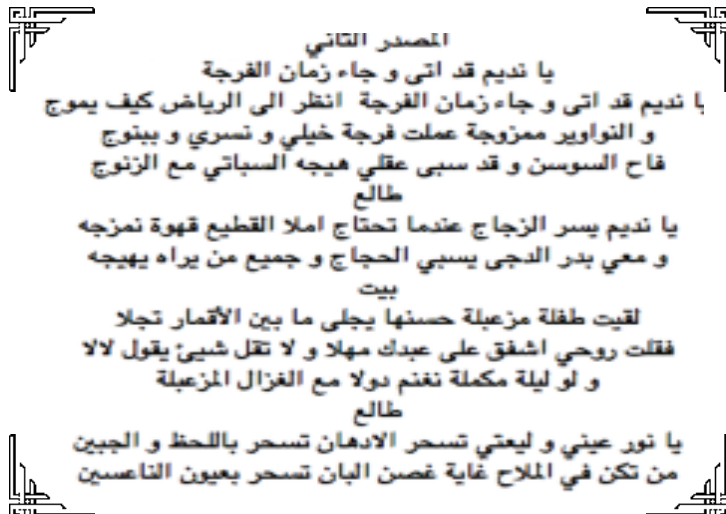 المصدر الثاني
يا نديم قد اتى و جاء زمان الفرجة
يا نديم قد اتى و جاء زمان الفرجة انظر الى الرياض كيف يموج
و النواوير ممزوجة عملت فرجة خيلي و نسري و ببنوج
فاح السوسن و قد سبى عقلي هيجه السباتي مع الزنوج
طالع
يا نديم يسر الزجاج عندما تحتاج املا القطيع قهوة نمزجه
و معي بدر الدجى يسبي الحجاج و جميع من يراه يهيجه
بيت
لقيت طفلة مزعبلة حسنها يجلى ما بين الأقمار تجلا
فقلت روحي اشفق على عبدك مهلا و لا تقل شيئ يقول لالا
و لو ليلة مكملة نغنم دولا مع الغزال المزعبلة
طالع
يا نور عيني و ليعتي تسحر الادهان تسحر باللحظ و الجبين
من تكن في الملاح غاية غصن البان تسحر بعيون الناعسين